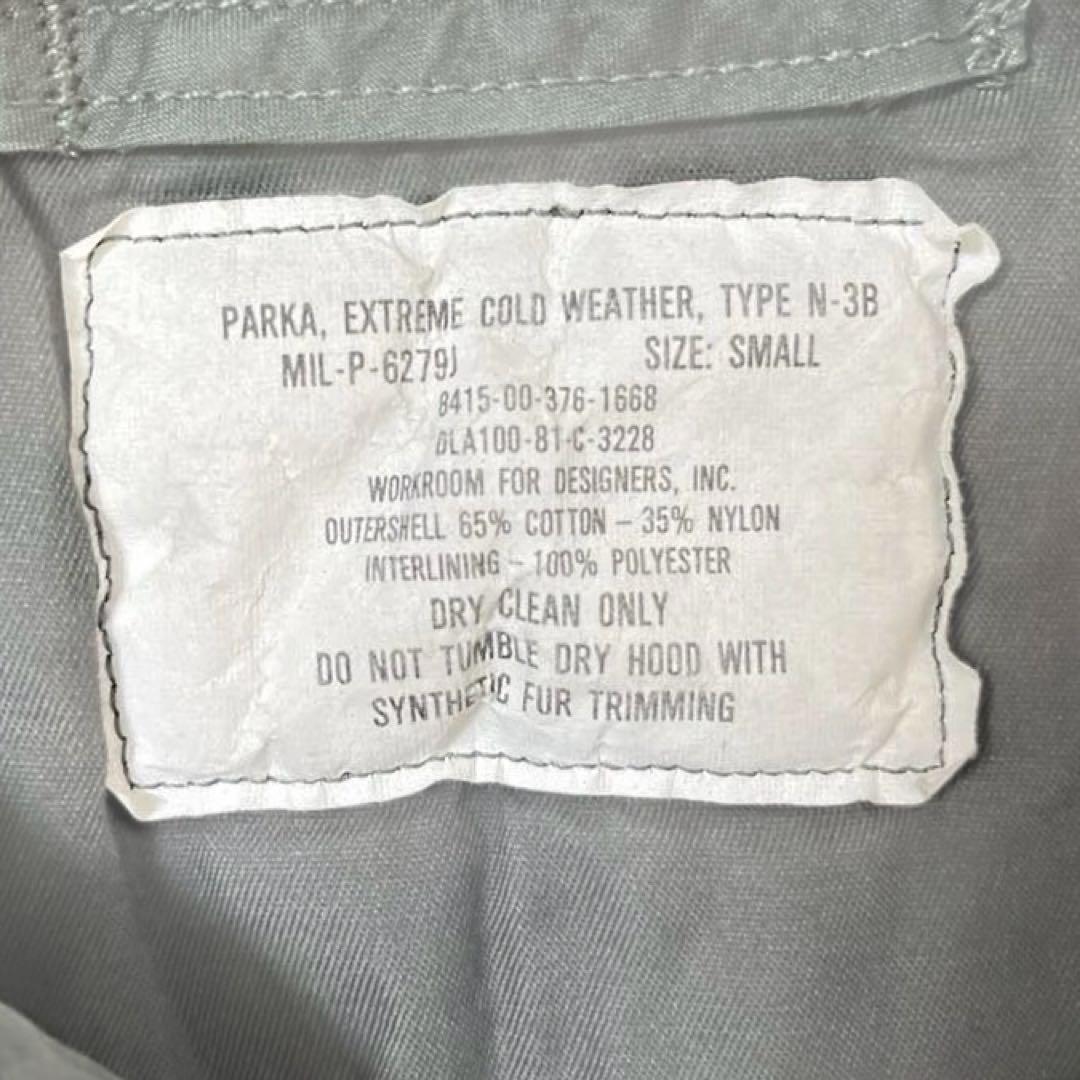 PARKA, EXTREME COLD WEATHER, TYPE N-3B
MIL-P-6279J SIZE: SMALL
8415-00-376-1668
DLA100-81-C-3228
WORKROOM FOR DESIGNERS, INC.
OUTERSHELL 65% COTTON – 35% NYLON
INTERLINING – 100% POLYESTER
DRY CLEAN ONLY
DO NOT TUMBLE DRY HOOD WITH
SYNTHETIC FUR TRIMMING